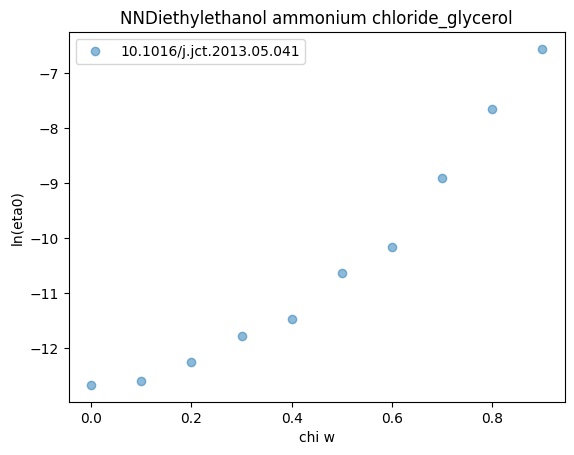 NNDiethylethanol ammonium chloride_glycerol
10.1016/j.jct.2013.05.041
ln(eta0)
−7
−8
−9
−10
−11
−12
0.0 0.2 0.4 0.6 0.8
chi w